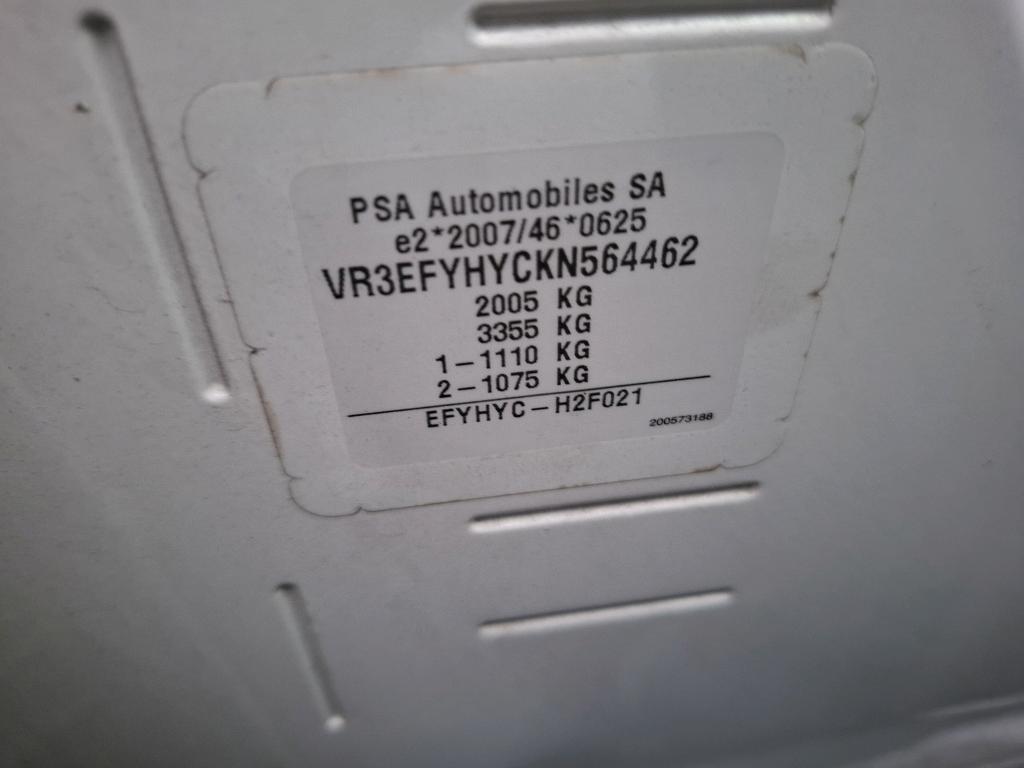 PSA Automobiles SA
e2*2007/46*0625
VR3EFYHYCKN564462
2005 KG
3355 KG
1-1110 KG
2-1075 KG
EFYHYC-H2F021
200573188